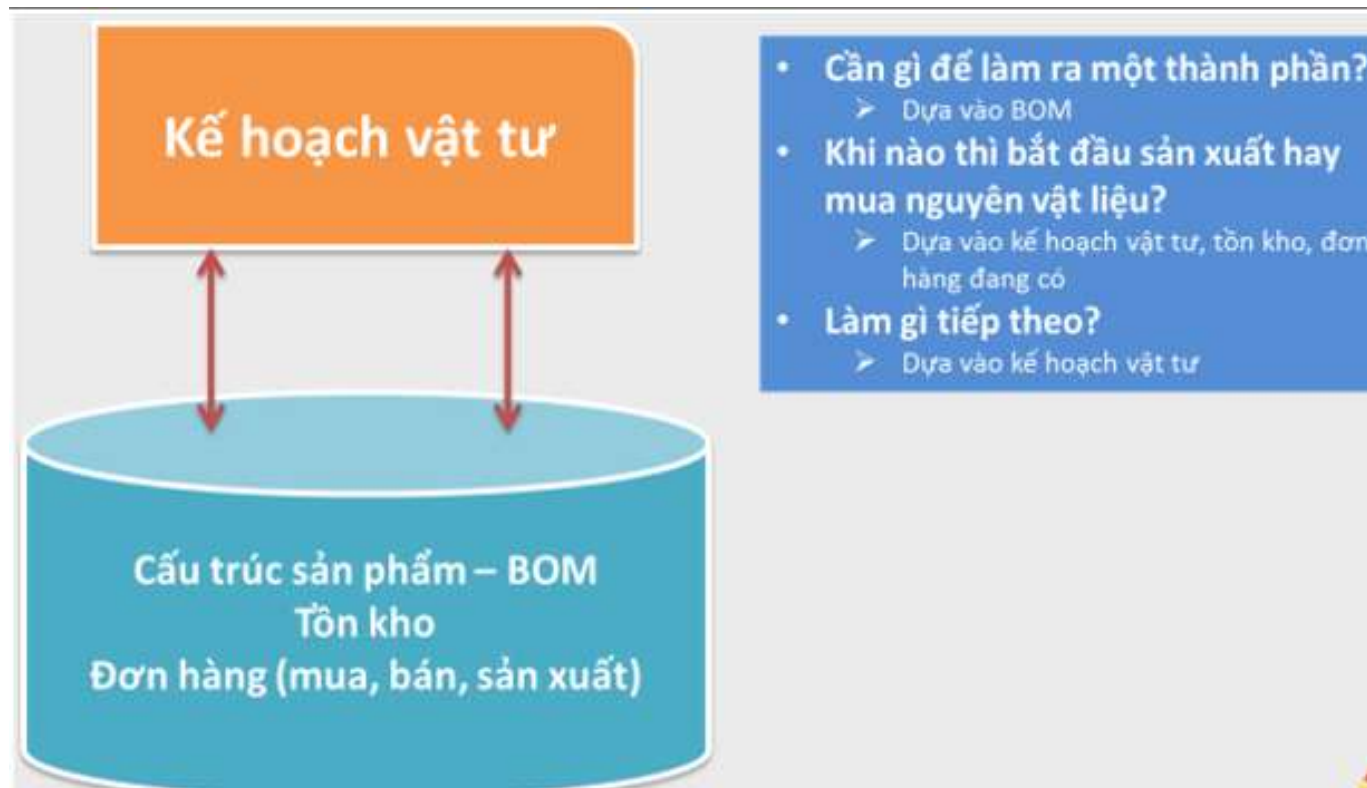 Kế hoạch vật tư
Cấu trúc sản phẩm – BOM
Tồn kho
Đơn hàng (mua, bán, sản xuất)
• Cần gì để làm ra một thành phần?
➢ Dựa vào BOM
• Khi nào thì bắt đầu sản xuất hay
mua nguyên vật liệu?
➢ Dựa vào kế hoạch vật tư, tồn kho, đơn
hàng đang có
• Làm gì tiếp theo?
➢ Dựa vào kế hoạch vật tư